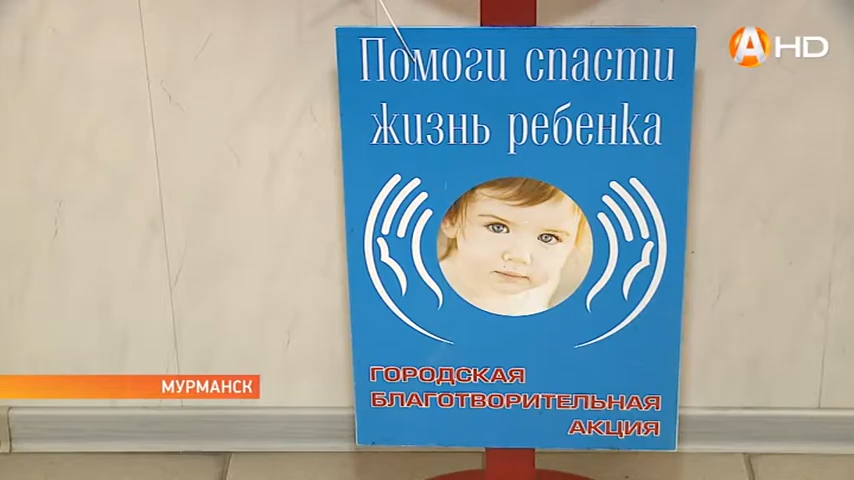 Помоги спасти
жизнь ребенка
ГОРОДСКАЯ
БЛАГОТВОРИТЕЛЬНАЯ
АКЦИЯ
МУРМАНСК
А HD